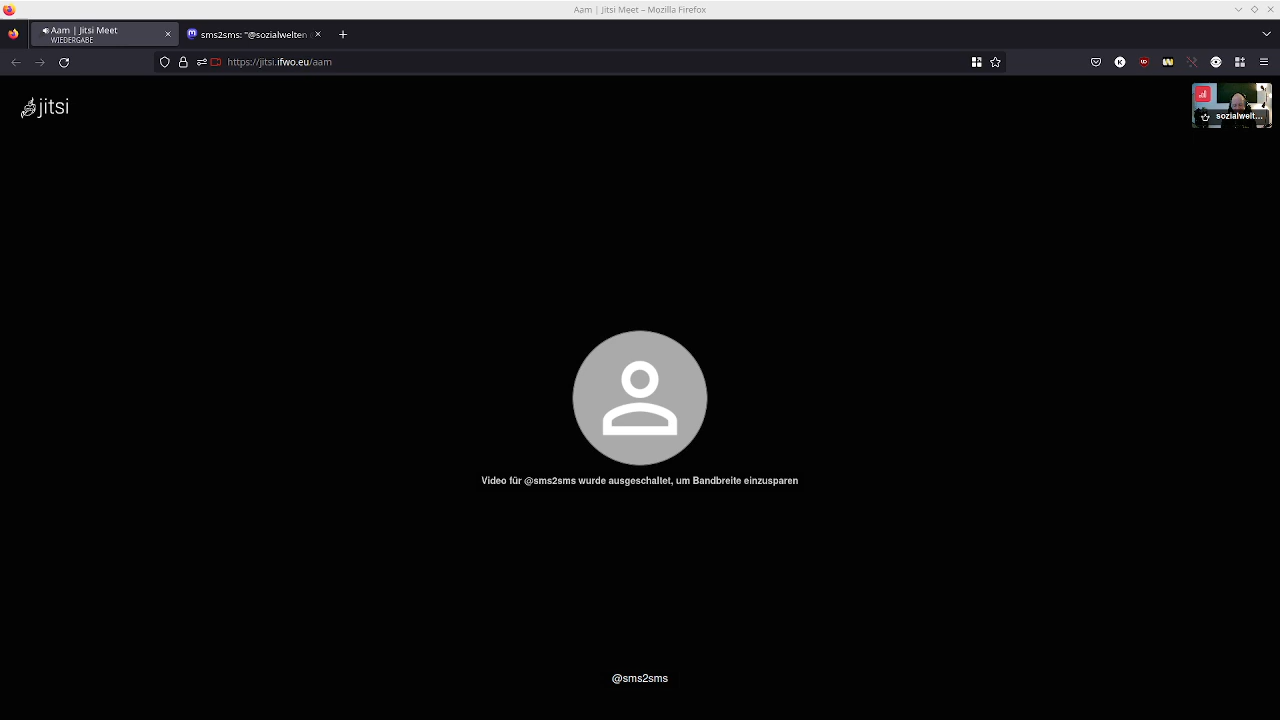 Aam | Jitsi Meet – Mozilla Firefox
Aam | Jitsi Meet
WIEDERGABE
sms2sms: "@sozialwelten
https://jitsi.ifwo.eu/aam
jitsi
sozialwelt...
Video für @sms2sms wurde ausgeschaltet, um Bandbreite einzusparen
@sms2sms